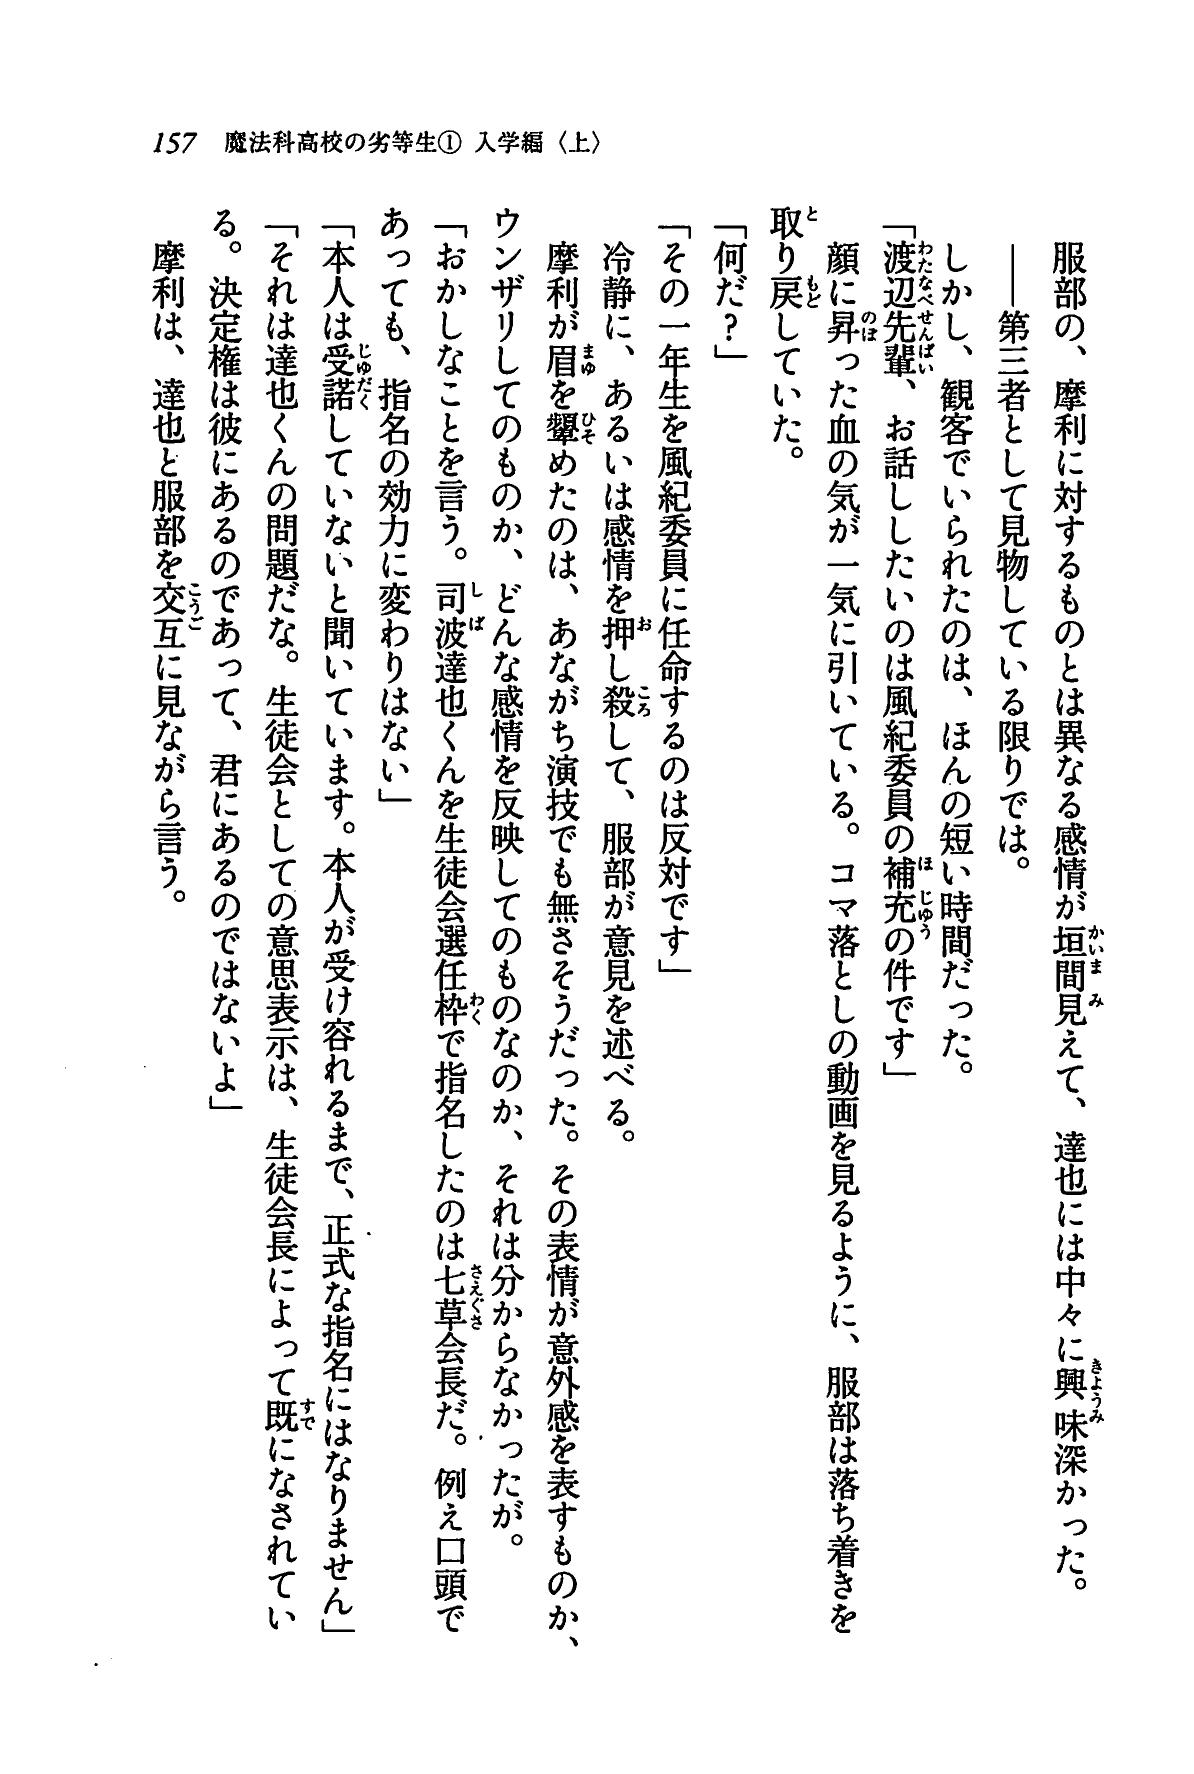 157 魔法科高校の劣等生① 入学編〈上〉
服部の、摩利に対するものとは異なる感情が垣間見えて、達也には中々に興味深かった。
――第三者として見物している限りでは。
しかし、観客でいられたのは、ほんの短い時間だった。
「渡辺先輩、お話ししたいのは風紀委員の補充の件です」
顔に昇った血の気が一気に引いている。コマ落としの動画を見るように、服部は落ち着きを
取り戻していた。
「何だ？」
「その一年生を風紀委員に任命するのは反対です」
冷静に、あるいは感情を押し殺して、服部が意見を述べる。
摩利が眉を顰めたのは、あながち演技でも無さそうだった。その表情が意外感を表すものか、
ウンザリしてのものか、どんな感情を反映してのものなのか、それは分からなかったが。
「おかしなことを言う。司波達也くんを生徒会選任枠で指名したのは七草会長だ。例え口頭で
あっても、指名の効力に変わりはない」
「本人は受諾していないと聞いています。本人が受け容れるまで、正式な指名にはなりません」
「それは達也くんの問題だな。生徒会としての意思表示は、生徒会長によって既になされてい
る。決定権は彼にあるのであって、君にあるのではないよ」
摩利は、達也と服部を交互に見ながら言う。